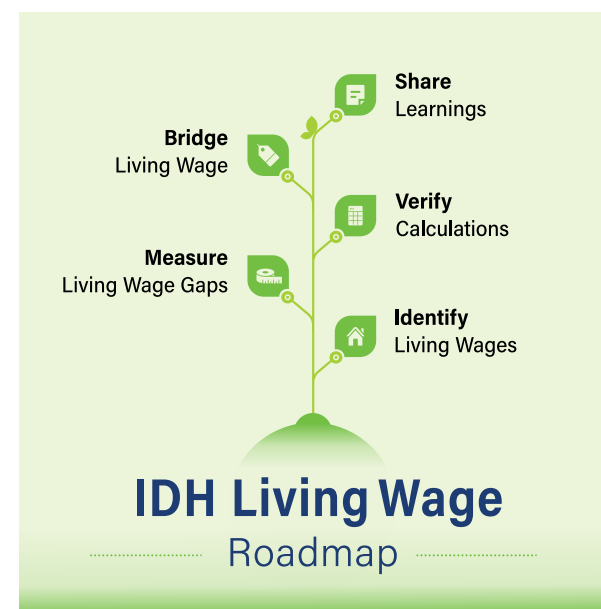 Share
Learnings
Bridge
Living Wage
Verify
Calculations
Measure
Living Wage Gaps
Identify
Living Wages
IDH Living Wage
Roadmap